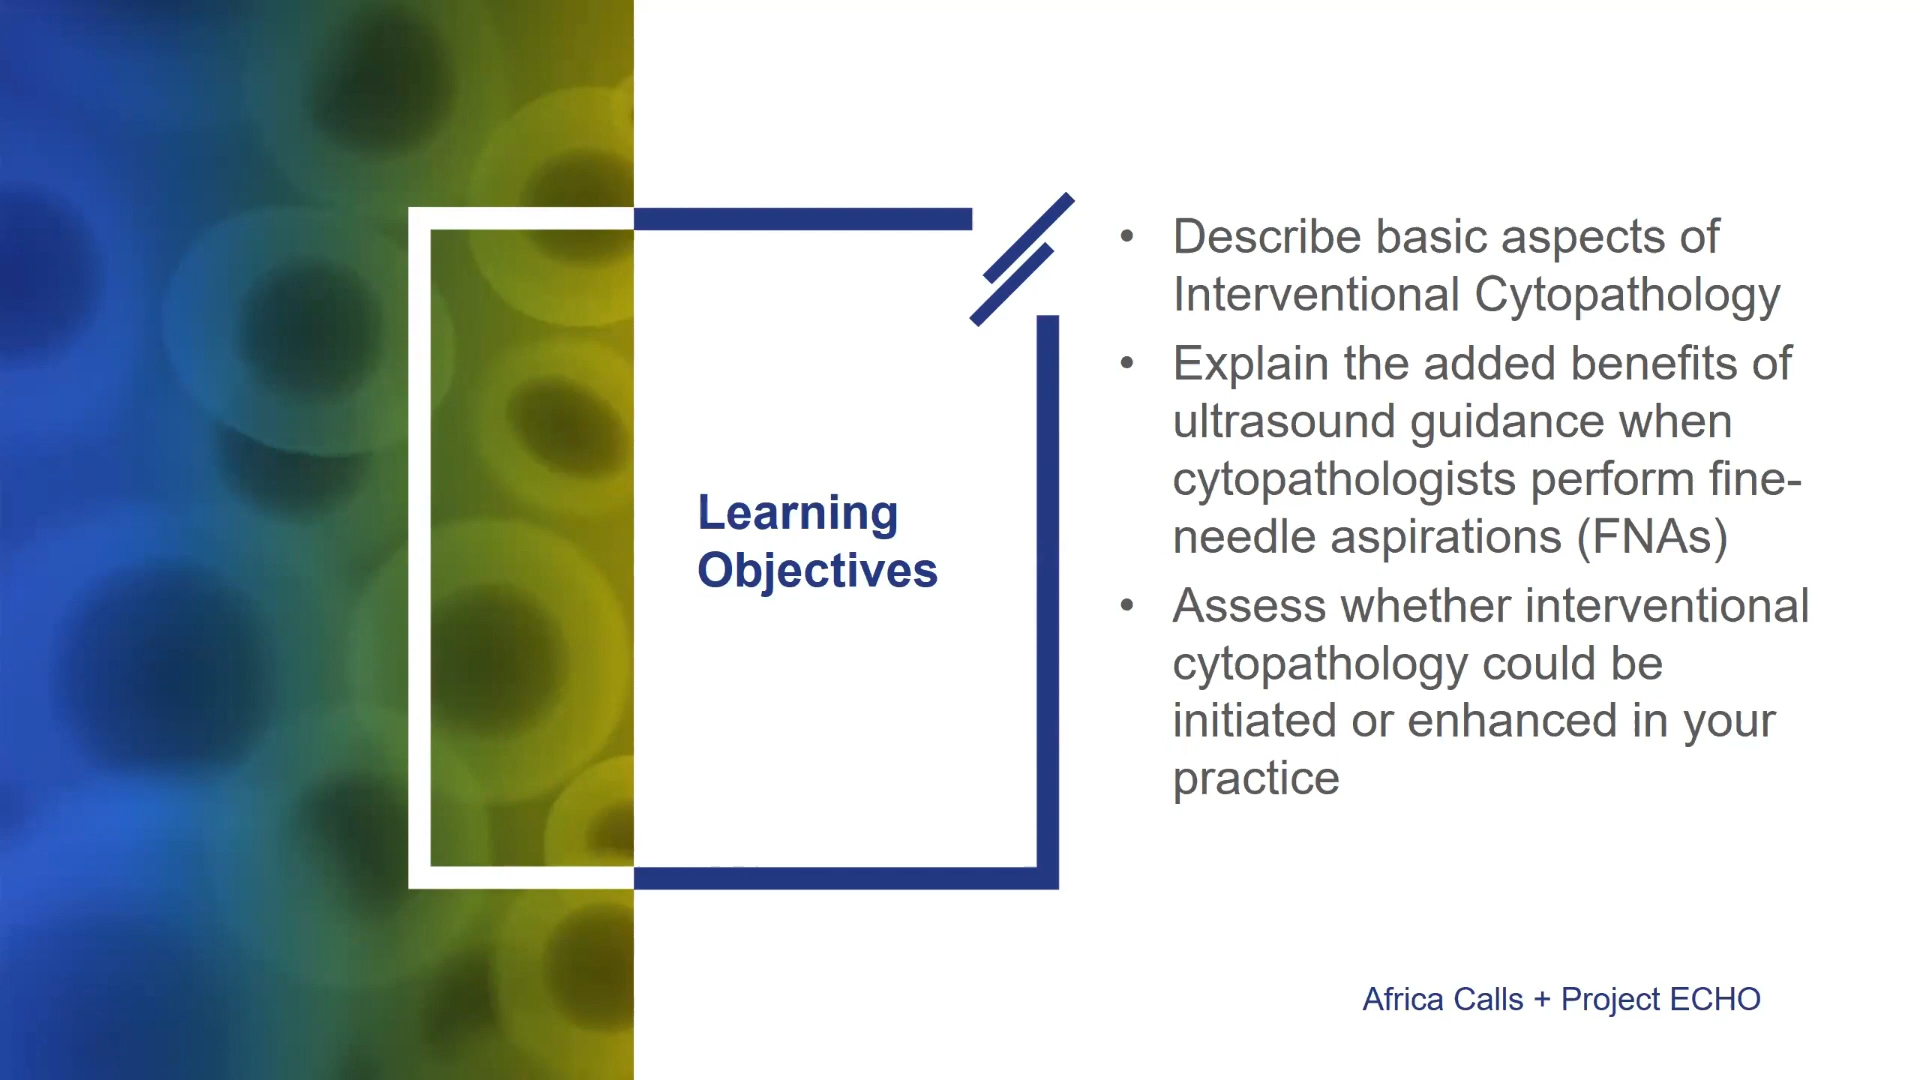 Learning
Objectives
• Describe basic aspects of
Interventional Cytopathology
• Explain the added benefits of
ultrasound guidance when
cytopathologists perform fine-
needle aspirations (FNAs)
• Assess whether interventional
cytopathology could be
initiated or enhanced in your
practice
Africa Calls + Project ECHO